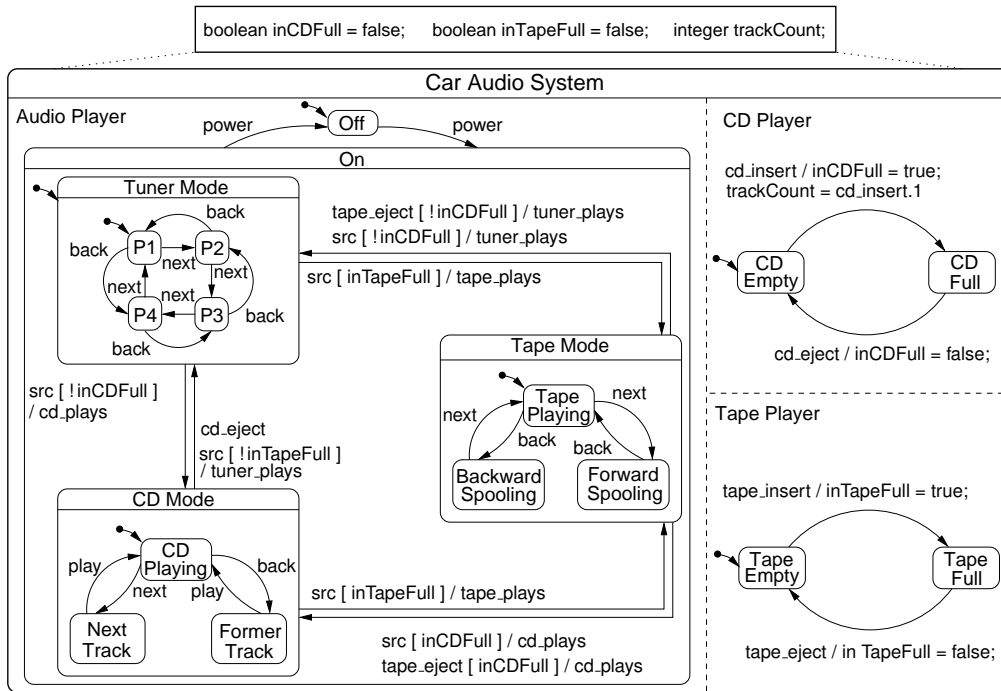 boolean inCDFull = false; boolean inTapeFull = false; integer trackCount;
Car Audio System
Audio Player
power
Off
power
On
Tuner Mode
back
P1
P2
back
next
next
next
next
P4
P3
back
back
tape_eject [ !inCDFull ] / tuner_plays
src [ !inCDFull ] / tuner_plays
src [ inTapeFull ] / tape_plays
src [ !inCDFull ]
/ cd_plays
cd_eject
src [ !inTapeFull ]
/ tuner_plays
Tape Mode
Tape
Playing
next
next
back
back
Backward
Spooling
Forward
Spooling
CD Mode
CD
Playing
play
back
next
play
Next
Track
Former
Track
src [ inTapeFull ] / tape_plays
src [ inCDFull ] / cd_plays
tape_eject [ inCDFull ] / cd_plays
CD Player
cd_insert / inCDFull = true;
trackCount = cd_insert.1
CD
Empty
CD
Full
cd_eject / inCDFull = false;
Tape Player
tape_insert / inTapeFull = true;
Tape
Empty
Tape
Full
tape_eject / in TapeFull = false;